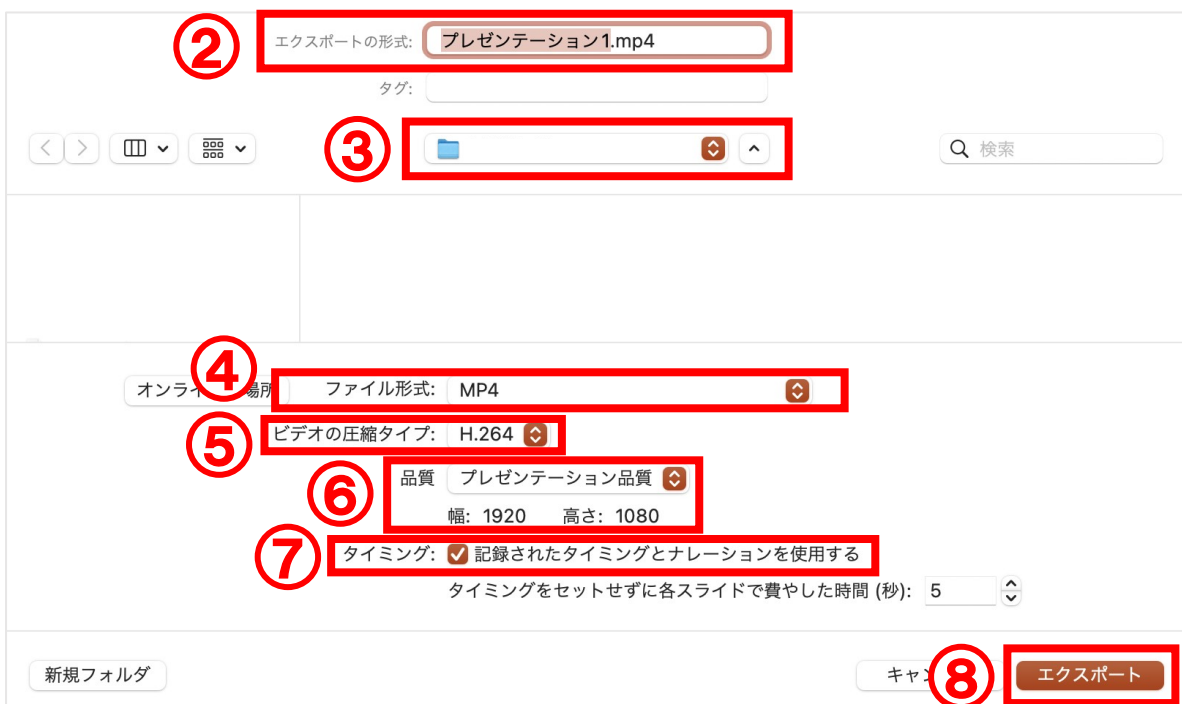 ② エクスポートの形式: プレゼンテーション1.mp4
タグ:
③ 検索
④ オンライ 場所 ファイル形式: MP4
⑤ ビデオの圧縮タイプ: H.264
⑥ 品質 プレゼンテーション品質
幅: 1920 高さ: 1080
⑦ タイミング: 記録されたタイミングとナレーションを使用する
タイミングをセットせずに各スライドで費やした時間 (秒): 5
新規フォルダ キャン ⑧ エクスポート